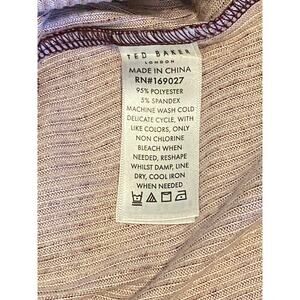 TED BAKER
LONDON
MADE IN CHINA
RN#169027
95% POLYESTER
5% SPANDEX
MACHINE WASH COLD
DELICATE CYCLE, WITH
LIKE COLORS, ONLY
NON CHLORINE
BLEACH WHEN
NEEDED, RESHAPE
WHILST DAMP, LINE
DRY, COOL IRON
WHEN NEEDED